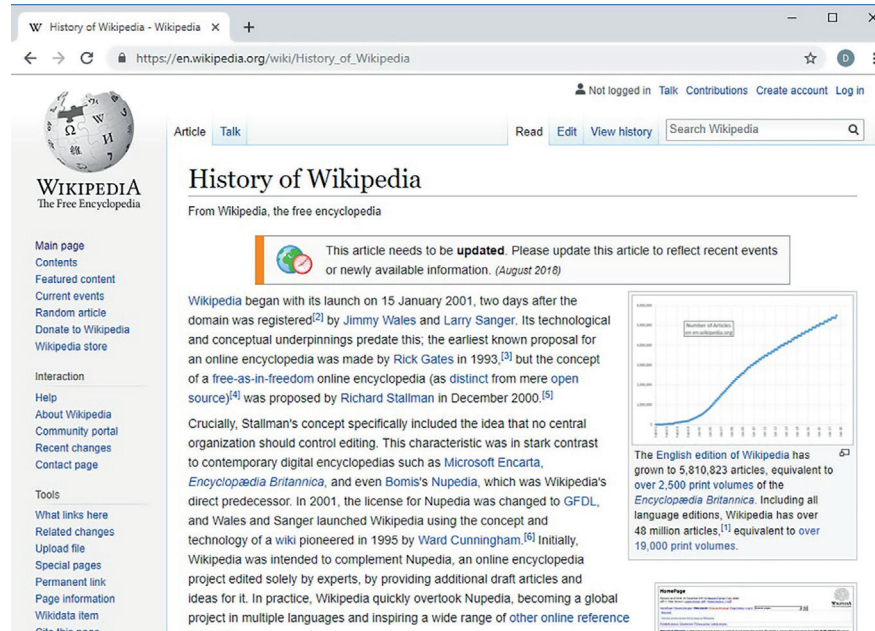 History of Wikipedia - Wikipedia
https://en.wikipedia.org/wiki/History_of_Wikipedia
D
Not logged in Talk Contributions Create account Log in
Article Talk
Read Edit View history Search Wikipedia
WIKIPEDIA
The Free Encyclopedia
Main page
Contents
Featured content
Current events
Random article
Donate to Wikipedia
Wikipedia store
Interaction
Help
About Wikipedia
Community portal
Recent changes
Contact page
Tools
What links here
Related changes
Upload file
Special pages
Permanent link
Page information
Wikidata item
Cite this page
History of Wikipedia
From Wikipedia, the free encyclopedia
This article needs to be updated. Please update this article to reflect recent events
or newly available information. (August 2018)
Wikipedia began with its launch on 15 January 2001, two days after the
domain was registered[2] by Jimmy Wales and Larry Sanger. Its technological
and conceptual underpinnings predate this; the earliest known proposal for
an online encyclopedia was made by Rick Gates in 1993,[3] but the concept
of a free-as-in-freedom online encyclopedia (as distinct from mere open
source)[4] was proposed by Richard Stallman in December 2000.[5]
Crucially, Stallman's concept specifically included the idea that no central
organization should control editing. This characteristic was in stark contrast
to contemporary digital encyclopedias such as Microsoft Encarta,
Encyclopædia Britannica, and even Bomis's Nupedia, which was Wikipedia's
direct predecessor. In 2001, the license for Nupedia was changed to GFDL,
and Wales and Sanger launched Wikipedia using the concept and
technology of a wiki pioneered in 1995 by Ward Cunningham.[6] Initially,
Wikipedia was intended to complement Nupedia, an online encyclopedia
project edited solely by experts, by providing additional draft articles and
ideas for it. In practice, Wikipedia quickly overtook Nupedia, becoming a global
project in multiple languages and inspiring a wide range of other online reference
Number of Articles
on en.wikipedia.org
The English edition of Wikipedia has
grown to 5,810,823 articles, equivalent to
over 2,500 print volumes of the
Encyclopædia Britannica. Including all
language editions, Wikipedia has over
48 million articles,[1] equivalent to over
19,000 print volumes.
HomePage